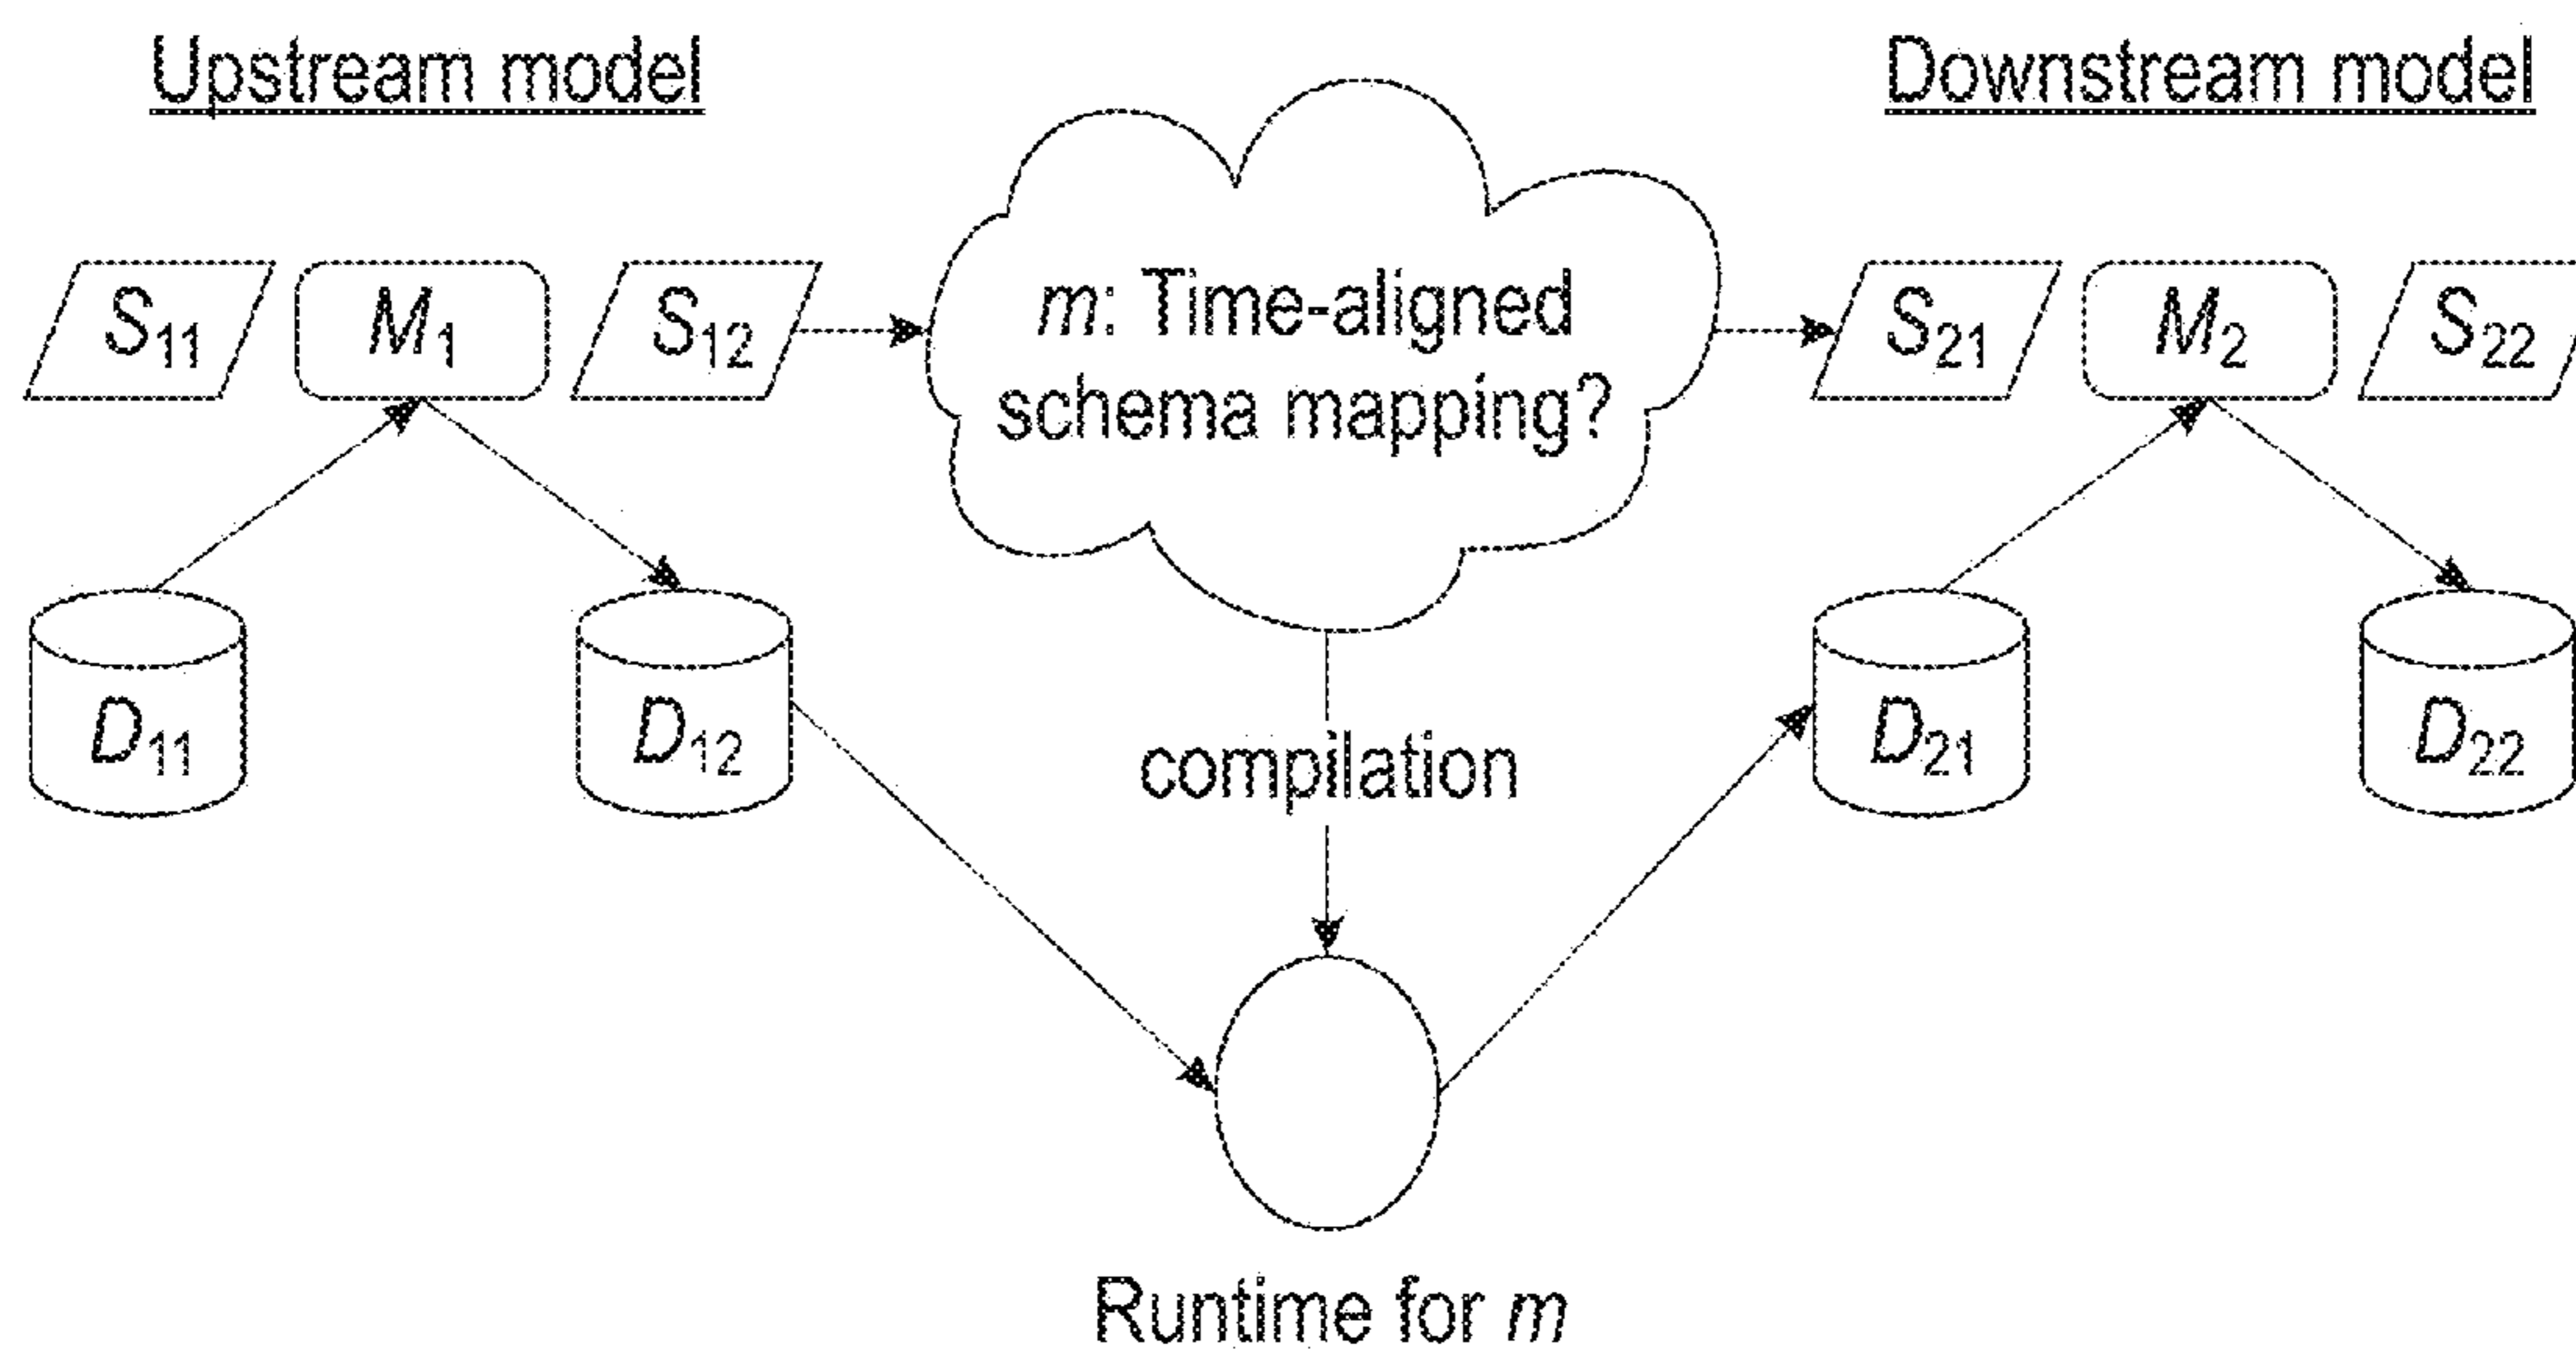 Upstream model
Downstream model
S₁₁ M₁ S₁₂
m: Time-aligned
schema mapping?
S₂₁ M₂ S₂₂
D₁₁ D₁₂
compilation
D₂₁ D₂₂
Runtime for m